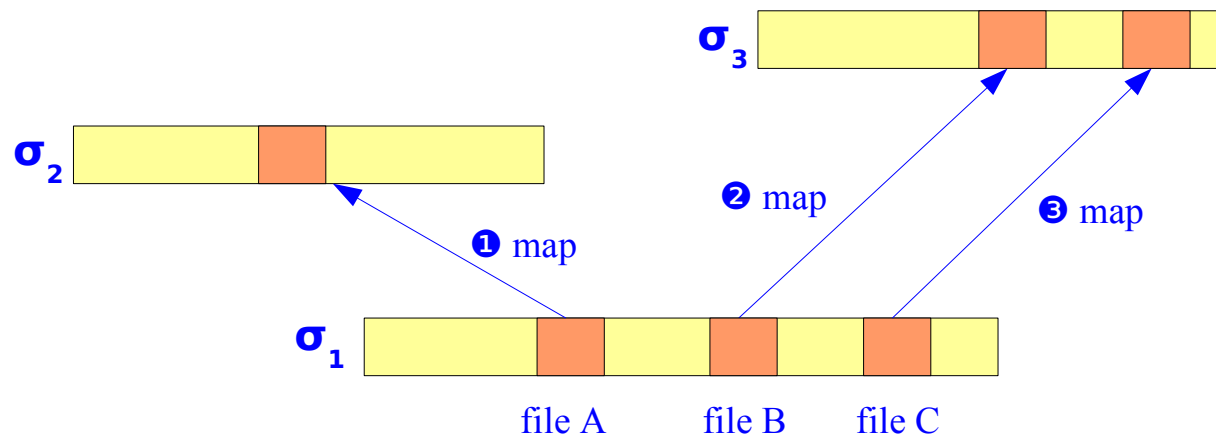 σ3
σ2
❷ map
❸ map
❶ map
σ1
file A file B file C